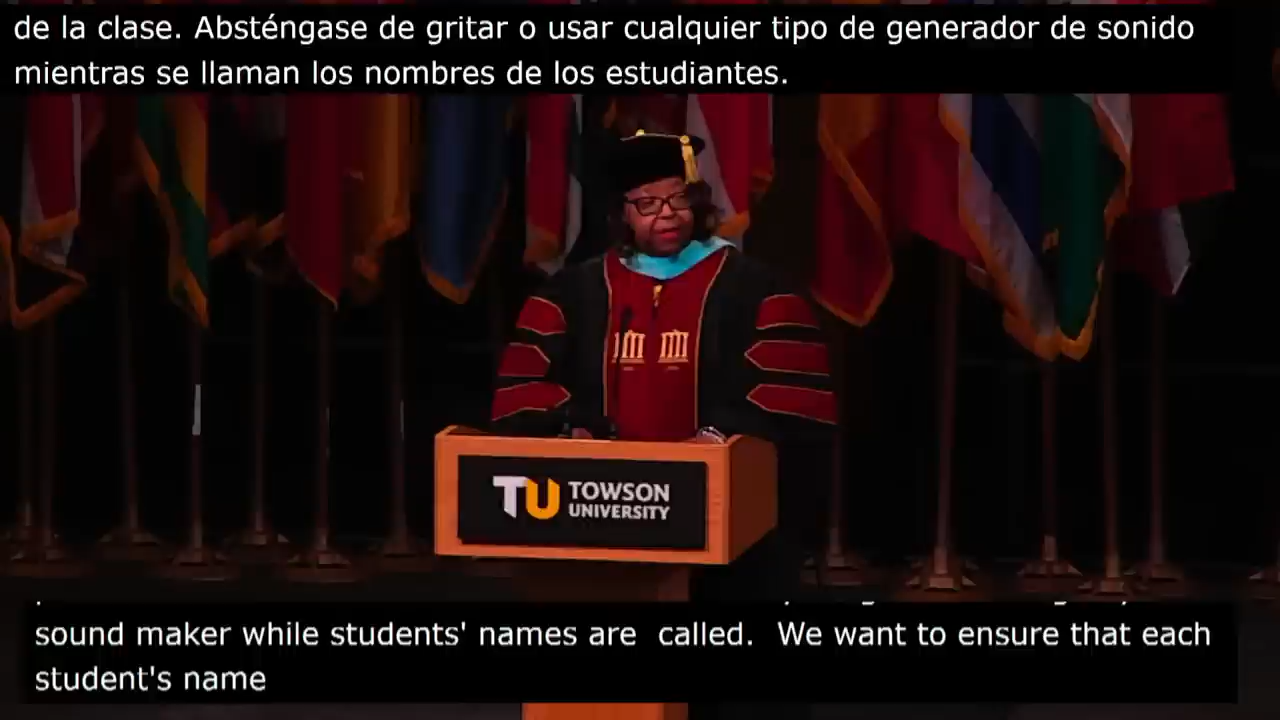 de la clase. Absténgase de gritar o usar cualquier tipo de generador de sonido
mientras se llaman los nombres de los estudiantes.
TU TOWSON
UNIVERSITY
sound maker while students' names are  called.  We want to ensure that each
student's name